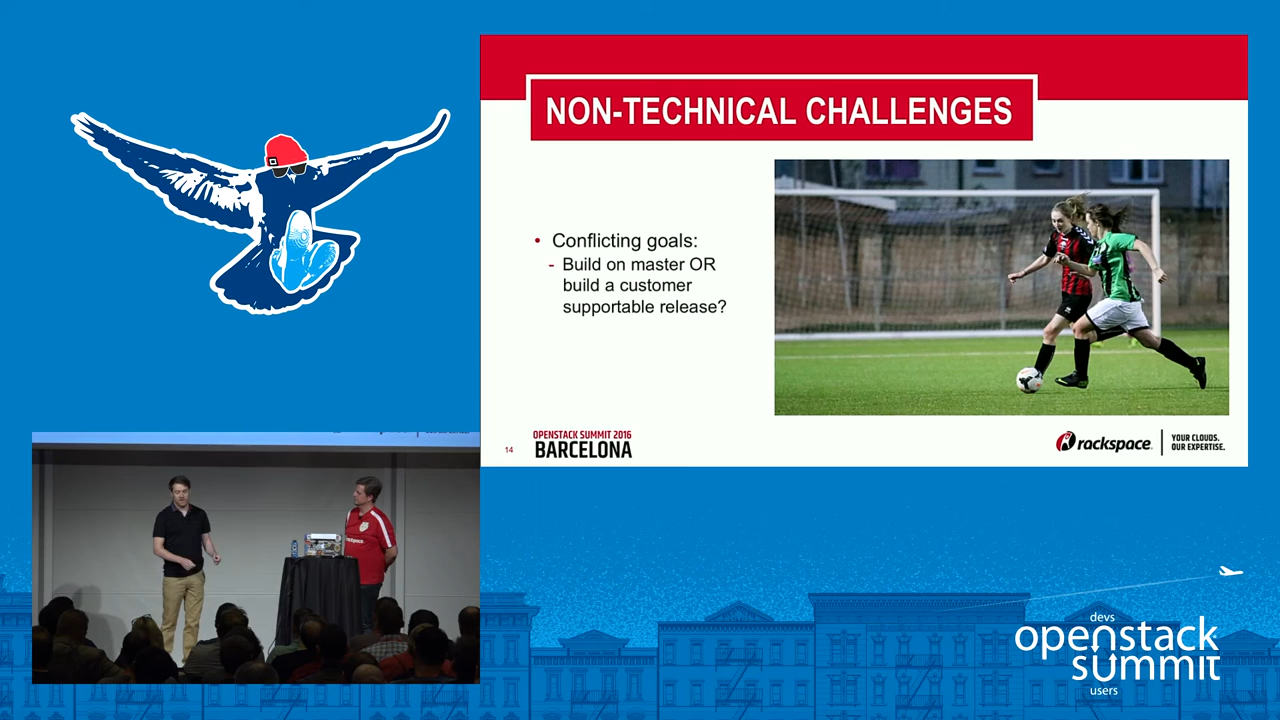 NON-TECHNICAL CHALLENGES
• Conflicting goals:
- Build on master OR
build a customer
supportable release?
14
OPENSTACK SUMMIT 2016
BARCELONA
rackspace.
YOUR CLOUDS.
OUR EXPERTISE.
devs
openstack
summit
users